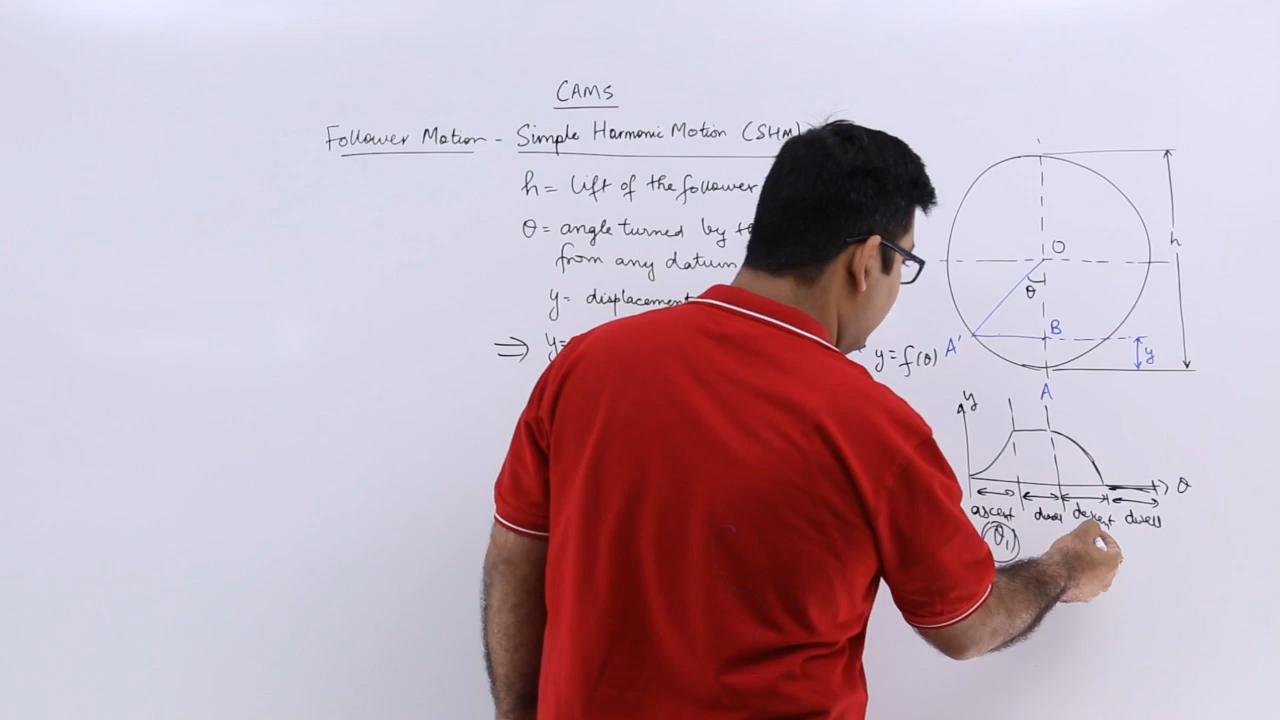 CAMS
Follower Motion - Simple Harmonic Motion (SHM)
h = lift of the follower
θ = angle turned by
from any datum
y = displacement
⇒ y =
y = f(θ)
O
θ
h
A'
B
y
A
y
θ
ascent dwell descent dwell
θ₁